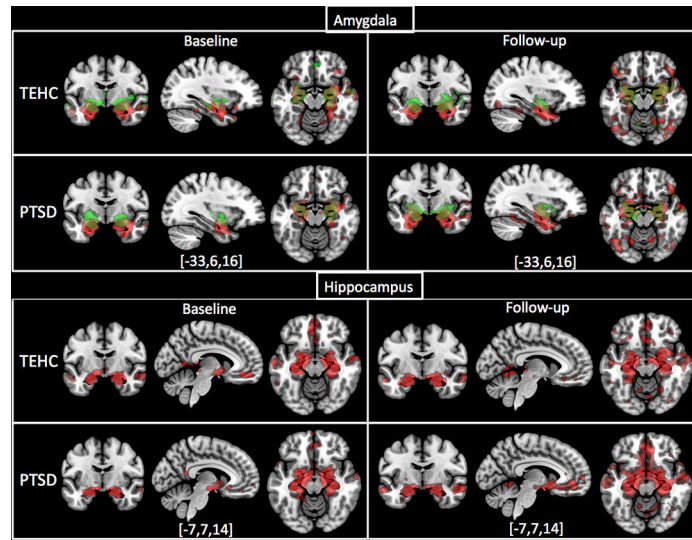 Amygdala
Baseline
Follow-up
TEHC
PTSD
[-33,6,16]
[-33,6,16]
Hippocampus
Baseline
Follow-up
TEHC
PTSD
[-7,7,14]
[-7,7,14]